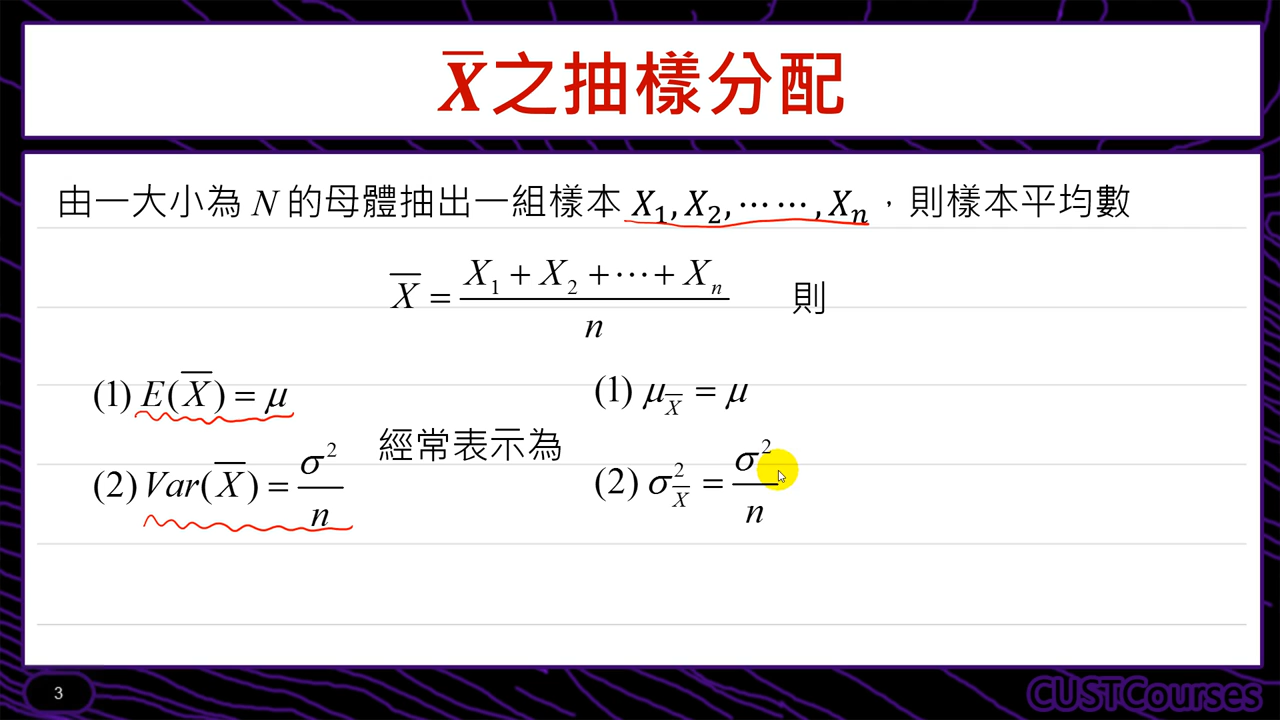 X̄之抽樣分配
由一大小為 N 的母體抽出一組樣本 X₁, X₂, ⋯ ⋯, Xₙ，則樣本平均數
X̄ = (X₁ + X₂ + ⋯ + Xₙ) / n 則
(1) E(X̄) = μ
(2) Var(X̄) = σ² / n
經常表示為
(1) μ_X̄ = μ
(2) σ²_X̄ = σ² / n
3
CUSTCourses